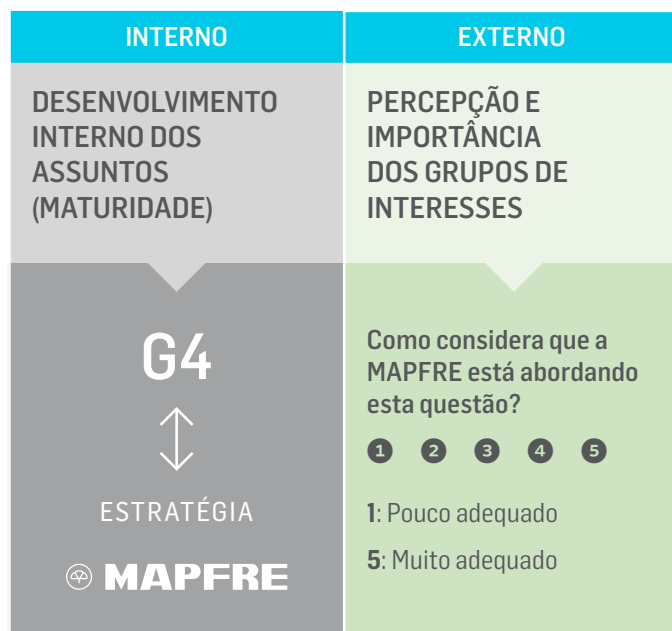 INTERNO
DESENVOLVIMENTO
INTERNO DOS
ASSUNTOS
(MATURIDADE)
G4
ESTRATÉGIA
MAPFRE
EXTERNO
PERCEPÇÃO E
IMPORTÂNCIA
DOS GRUPOS DE
INTERESSES
Como considera que a
MAPFRE está abordando
esta questão?
1 2 3 4 5
1: Pouco adequado
5: Muito adequado